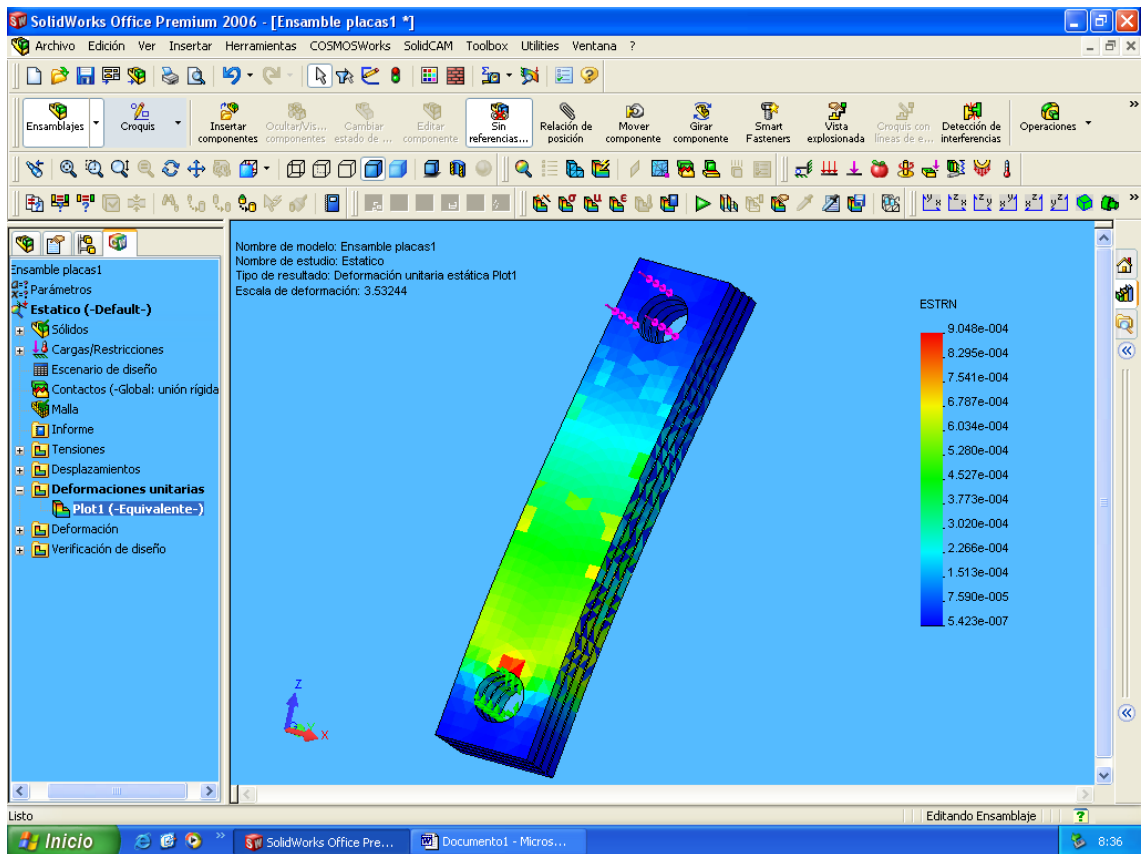 SolidWorks Office Premium 2006 - [Ensamble placas1 *]
Archivo Edición Ver Insertar Herramientas COSMOSWorks SolidCAM Toolbox Utilities Ventana ?
Ensamblajes
Croquis
Insertar componentes
Ocultar/Vis... componentes
Cambiar estado de ...
Editar componente
Sin referencias...
Relación de posición
Mover componente
Girar componente
Smart Fasteners
Vista explosionada
Croquis con líneas de e...
Detección de interferencias
Operaciones
Ensamble placas1
Parámetros
Estatico (-Default-)
Sólidos
Cargas/Restricciones
Escenario de diseño
Contactos (-Global: unión rígida
Malla
Informe
Tensiones
Desplazamientos
Deformaciones unitarias
Plot1 (-Equivalente-)
Deformación
Verificación de diseño
Nombre de modelo: Ensamble placas1
Nombre de estudio: Estatico
Tipo de resultado: Deformación unitaria estática Plot1
Escala de deformación: 3.53244
ESTRN
9.048e-004
8.295e-004
7.541e-004
6.787e-004
6.034e-004
5.280e-004
4.527e-004
3.773e-004
3.020e-004
2.266e-004
1.513e-004
7.590e-005
5.423e-007
Z
X
Listo
Editando Ensamblaje
Inicio
SolidWorks Office Pre...
Documento1 - Micros...
8:36